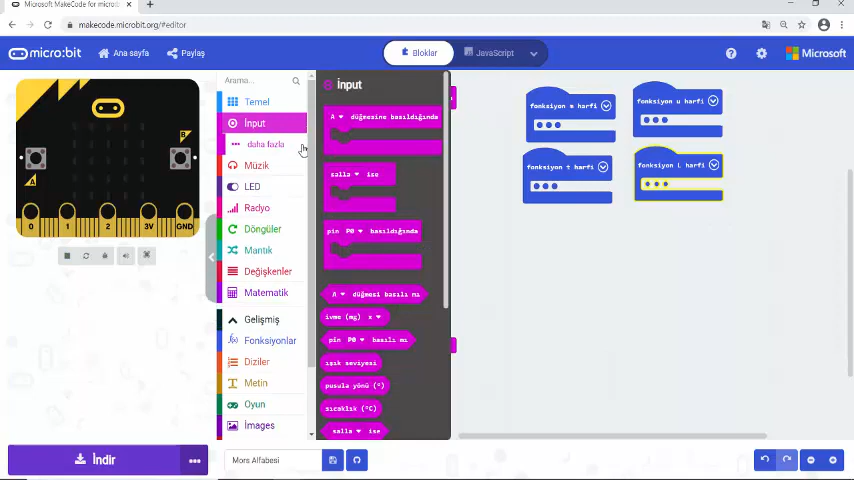 Microsoft MakeCode for micro:
makecode.microbit.org/#editor
micro:bit
Ana sayfa
Paylaş
Bloklar
JavaScript
Microsoft
A
B
0
1
2
3V
GND
Arama...
Temel
İnput
daha fazla
Müzik
LED
Radyo
Döngüler
Mantık
Değişkenler
Matematik
Gelişmiş
Fonksiyonlar
Diziler
Metin
Oyun
İmages
İnput
A düğmesine basıldığında
salla ise
pin P0 basıldığında
A düğmesi basılı mı
ivme (mg) x
pin P0 basılı mı
ışık seviyesi
pusula yönü (°)
sıcaklık (°C)
salla ise
fonksiyon m harfi
fonksiyon u harfi
fonksiyon t harfi
fonksiyon l harfi
İndir
Mors Alfabesi